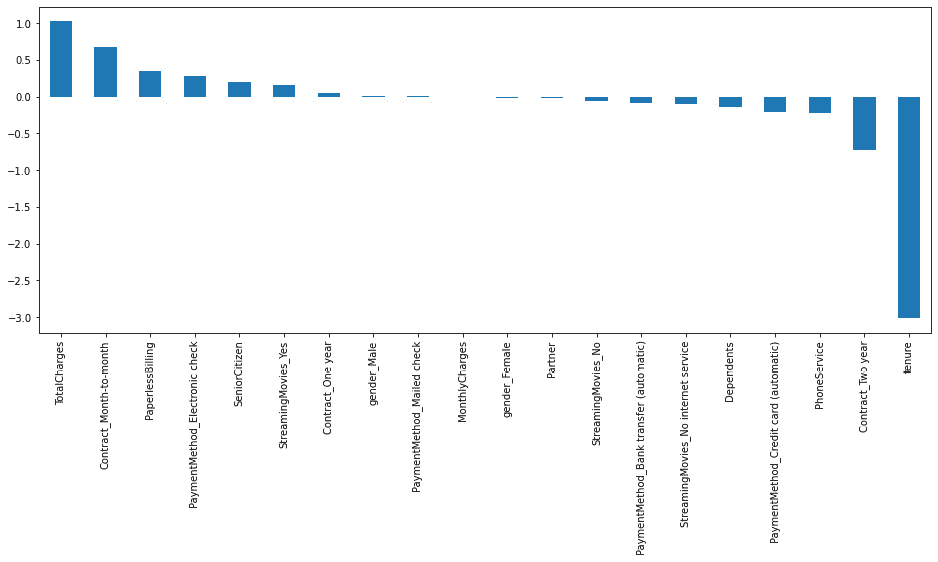 1.0
0.5
0.0
−0.5
−1.0
−1.5
−2.0
−2.5
−3.0
TotalCharges
Contract_Month-to-month
PaperlessBilling
PaymentMethod_Electronic check
SeniorCitizen
StreamingMovies_Yes
Contract_One year
gender_Male
PaymentMethod_Mailed check
MonthlyCharges
gender_Female
Partner
StreamingMovies_No
PaymentMethod_Bank transfer (automatic)
StreamingMovies_No internet service
Dependents
PaymentMethod_Credit card (automatic)
PhoneService
Contract_Two year
tenure